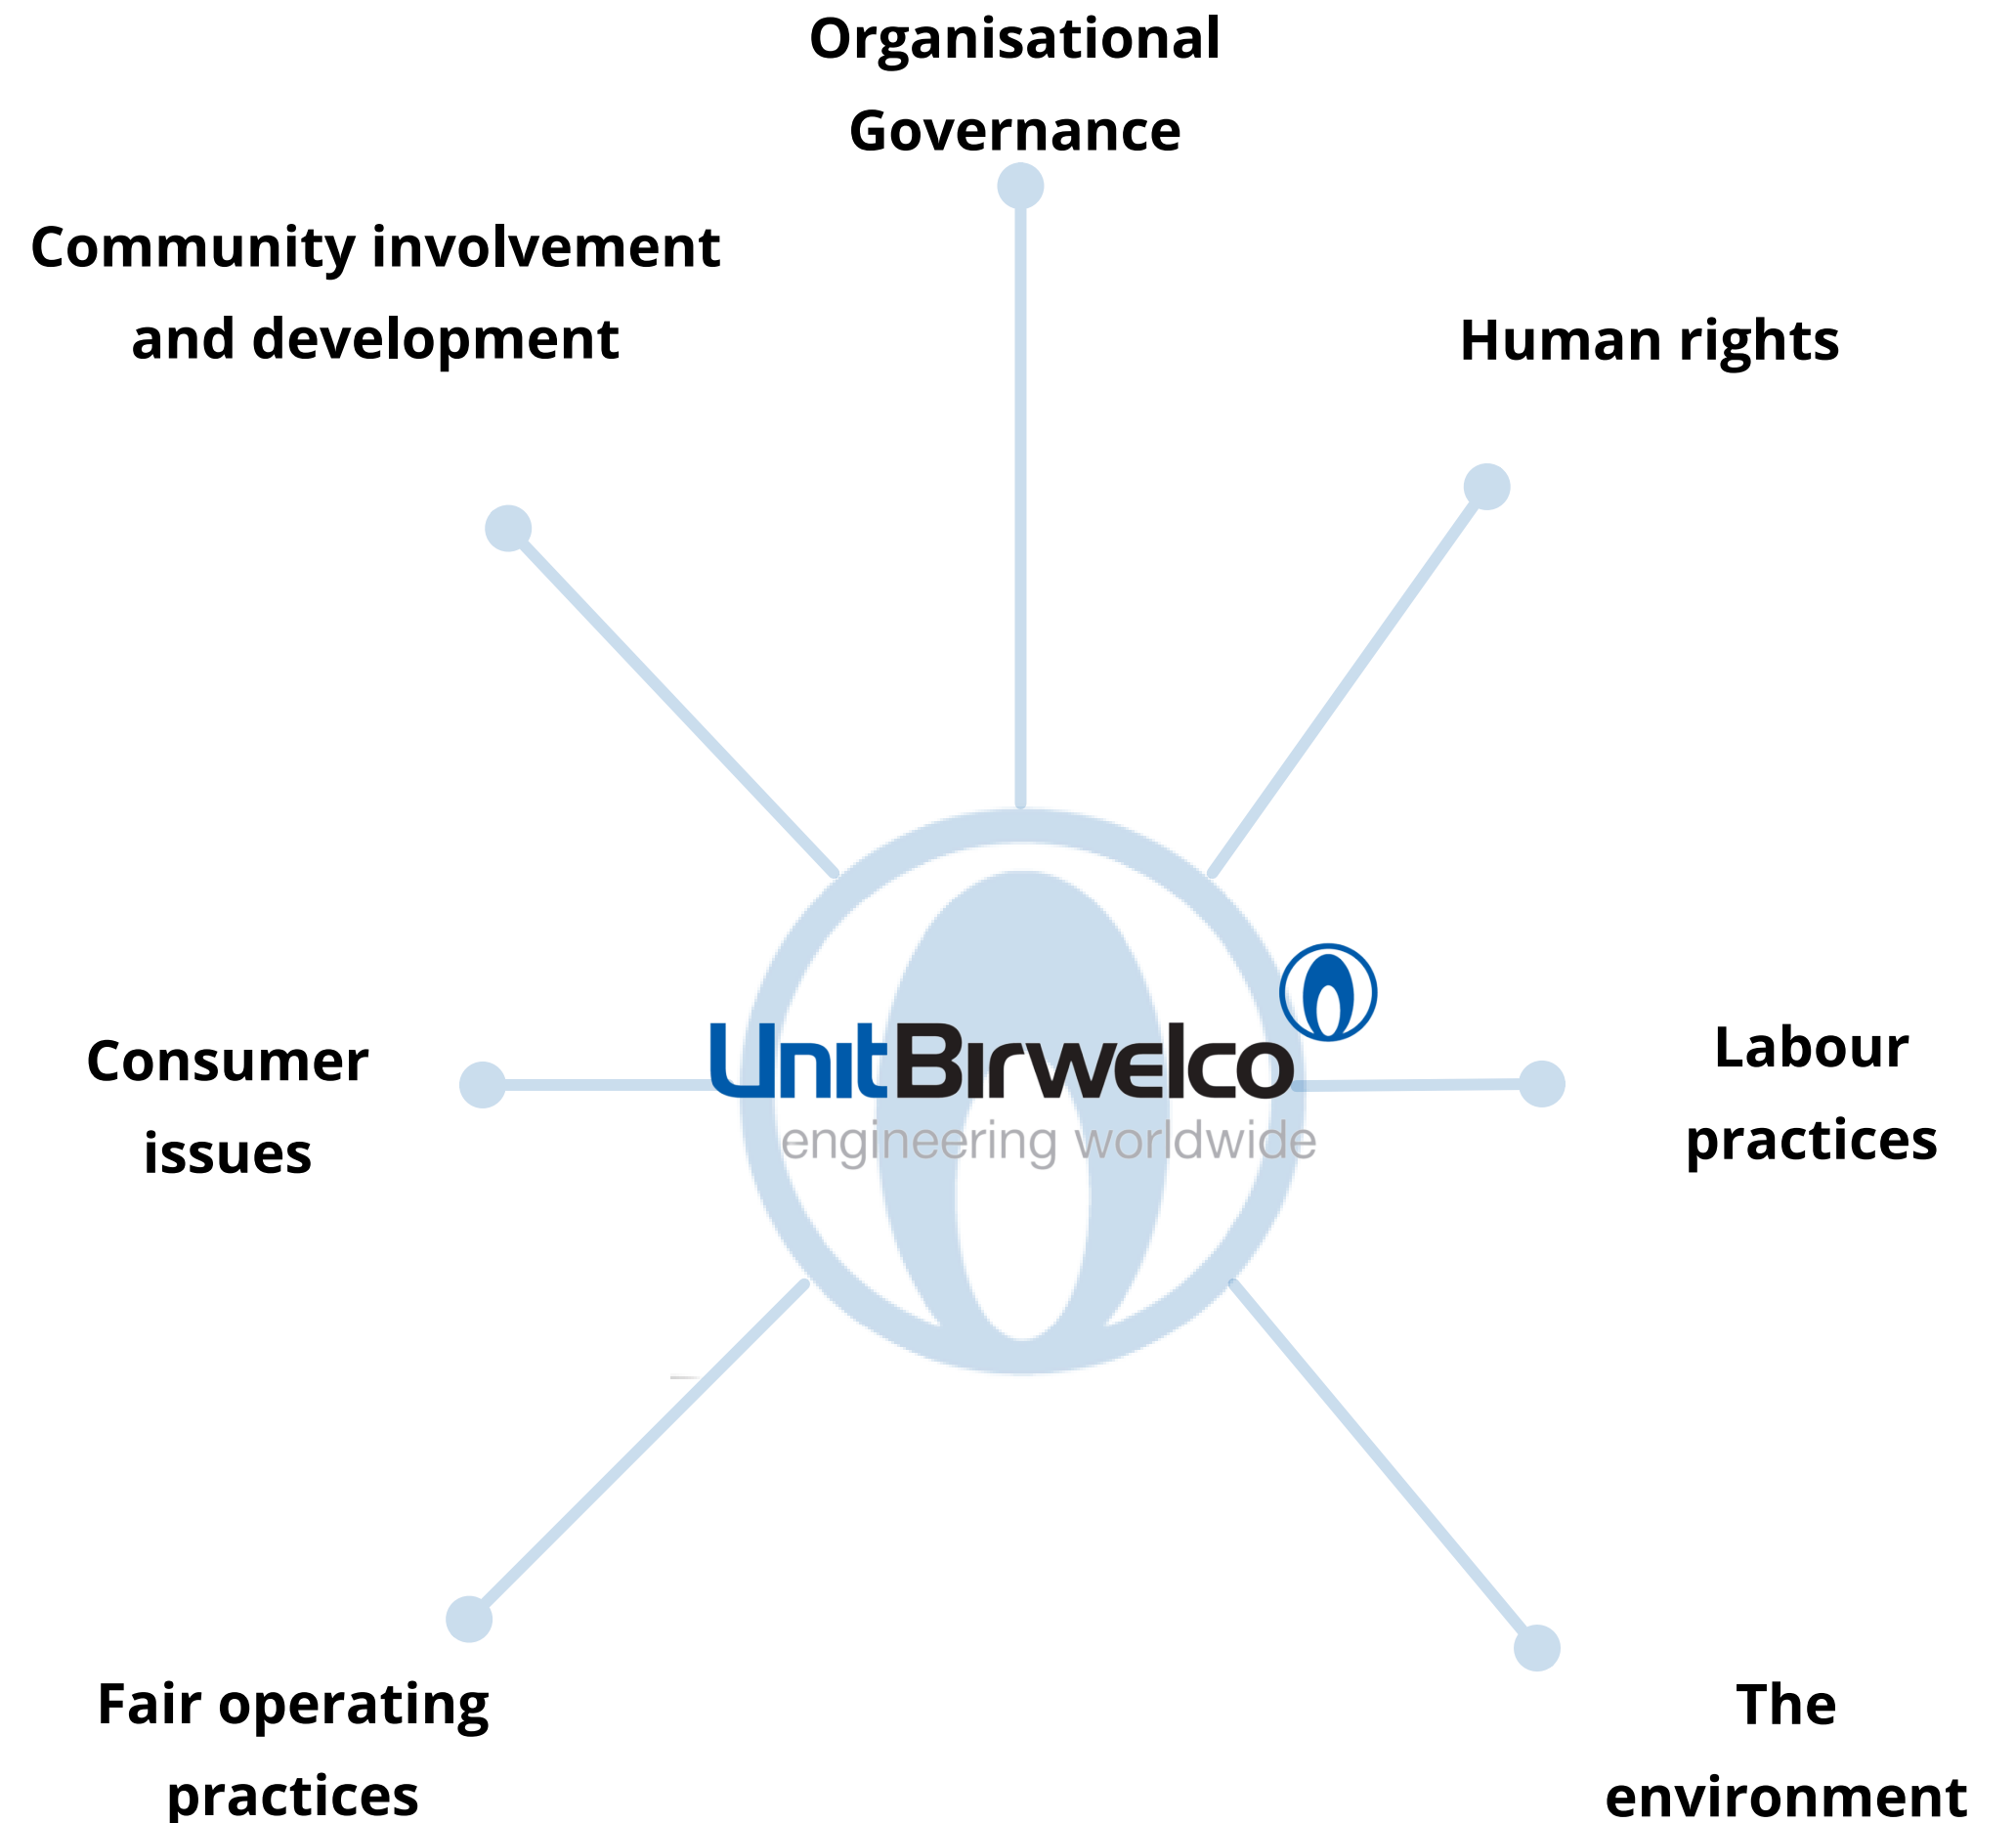 Organisational
Governance
Community involvement
and development
Human rights
UnitBirwelco
engineering worldwide
Consumer
issues
Labour
practices
Fair operating
practices
The
environment